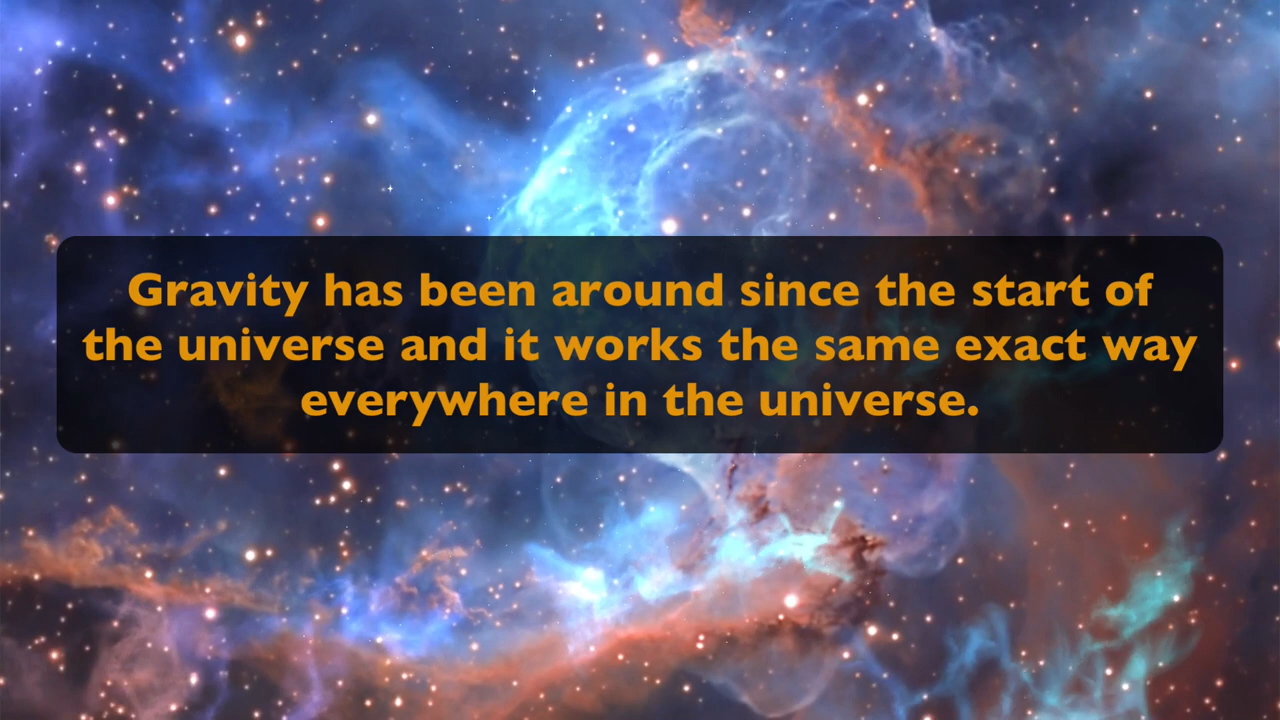 Gravity has been around since the start of
the universe and it works the same exact way
everywhere in the universe.